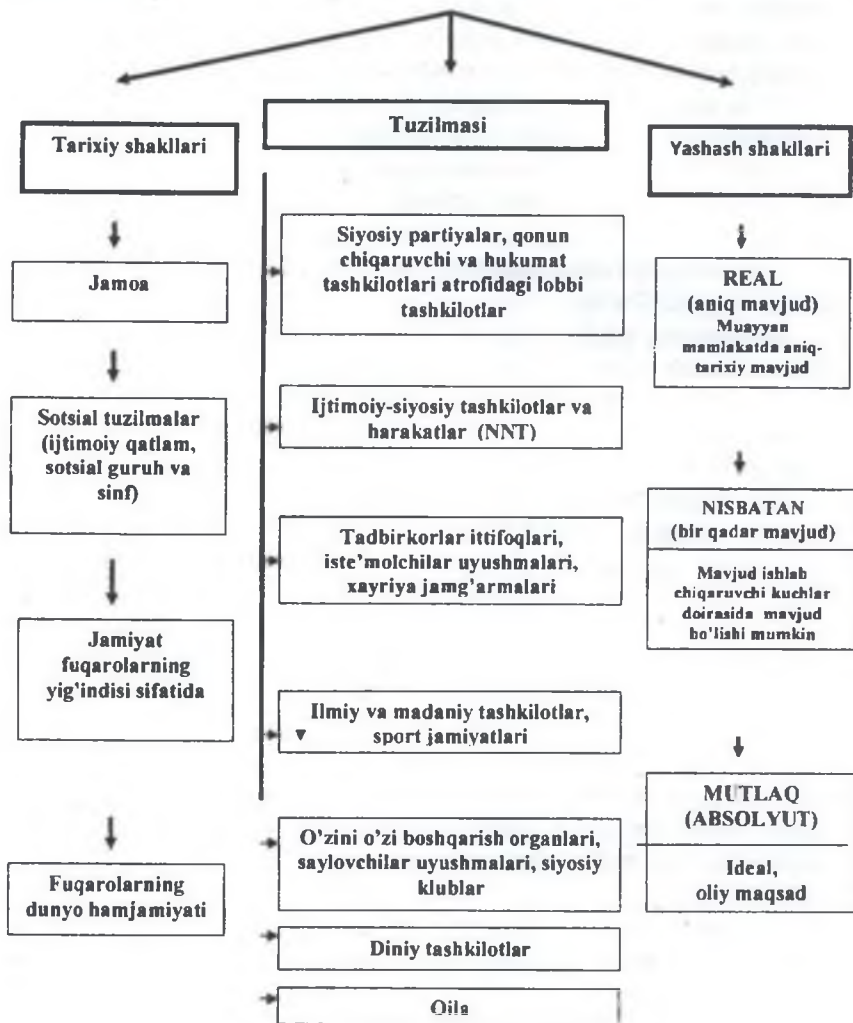 Tarixiy shakllari
Jamoa
Sotsial tuzilmalar
(ijtimoiy qatlam,
sotsial guruh va
sinf)
Jamiyat
fuqarolarning
yig'indisi sifatida
Fuqarolarning
dunyo hamjamiyati
Tuzilmasi
Siyosiy partiyalar, qonun
chiqaruvchi va hukumat
tashkilotlari atrofidagi lobbi
tashkilotlar
Ijtimoiy-siyosiy tashkilotlar va
harakatlar (NNT)
Tadbirkorlar ittifoqlari,
iste'molchilar uyushmalari,
xayriya jamg'armalari
Ilmiy va madaniy tashkilotlar,
sport jamiyatlari
O'zini o'zi boshqarish organlari,
saylovchilar uyushmalari, siyosiy
klublar
Diniy tashkilotlar
Oila
Yashash shakllari
REAL
(aniq mavjud)
Muayyan
mamlakatda aniq-
tarixiy mavjud
NISBATAN
(bir qadar mavjud)
Mavjud ishlab
chiqaruvchi kuchlar
doirasida mavjud
bo'lishi mumkin
MUTLAQ
(ABSOLYUT)
Ideal,
oliy maqsad